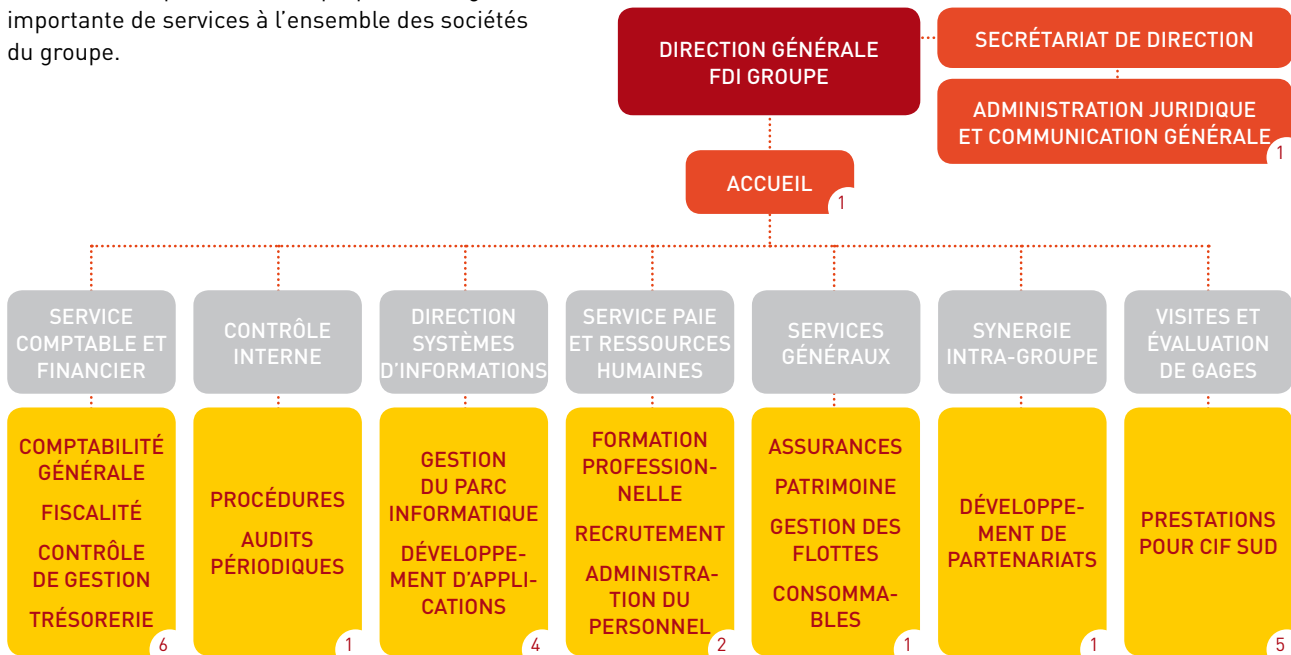 importante de services à l'ensemble des sociétés
du groupe.
DIRECTION GÉNÉRALE
FDI GROUPE
SECRÉTARIAT DE DIRECTION
ADMINISTRATION JURIDIQUE
ET COMMUNICATION GÉNÉRALE
1
ACCUEIL
1
SERVICE
COMPTABLE ET
FINANCIER
CONTRÔLE
INTERNE
DIRECTION
SYSTÈMES
D'INFORMATIONS
SERVICE PAIE
ET RESSOURCES
HUMAINES
SERVICES
GÉNÉRAUX
SYNERGIE
INTRA-GROUPE
VISITES ET
ÉVALUATION
DE GAGES
COMPTABILITÉ
GÉNÉRALE
FISCALITÉ
CONTRÔLE
DE GESTION
TRÉSORERIE
6
PROCÉDURES
AUDITS
PÉRIODIQUES
1
GESTION
DU PARC
INFORMATIQUE
DÉVELOPPE-
MENT D'APPLI-
CATIONS
4
FORMATION
PROFESSION-
NELLE
RECRUTEMENT
ADMINISTRA-
TION DU
PERSONNEL
2
ASSURANCES
PATRIMOINE
GESTION DES
FLOTTES
CONSOMMA-
BLES
1
DÉVELOPPE-
MENT DE
PARTENARIATS
1
PRESTATIONS
POUR CIF SUD
5